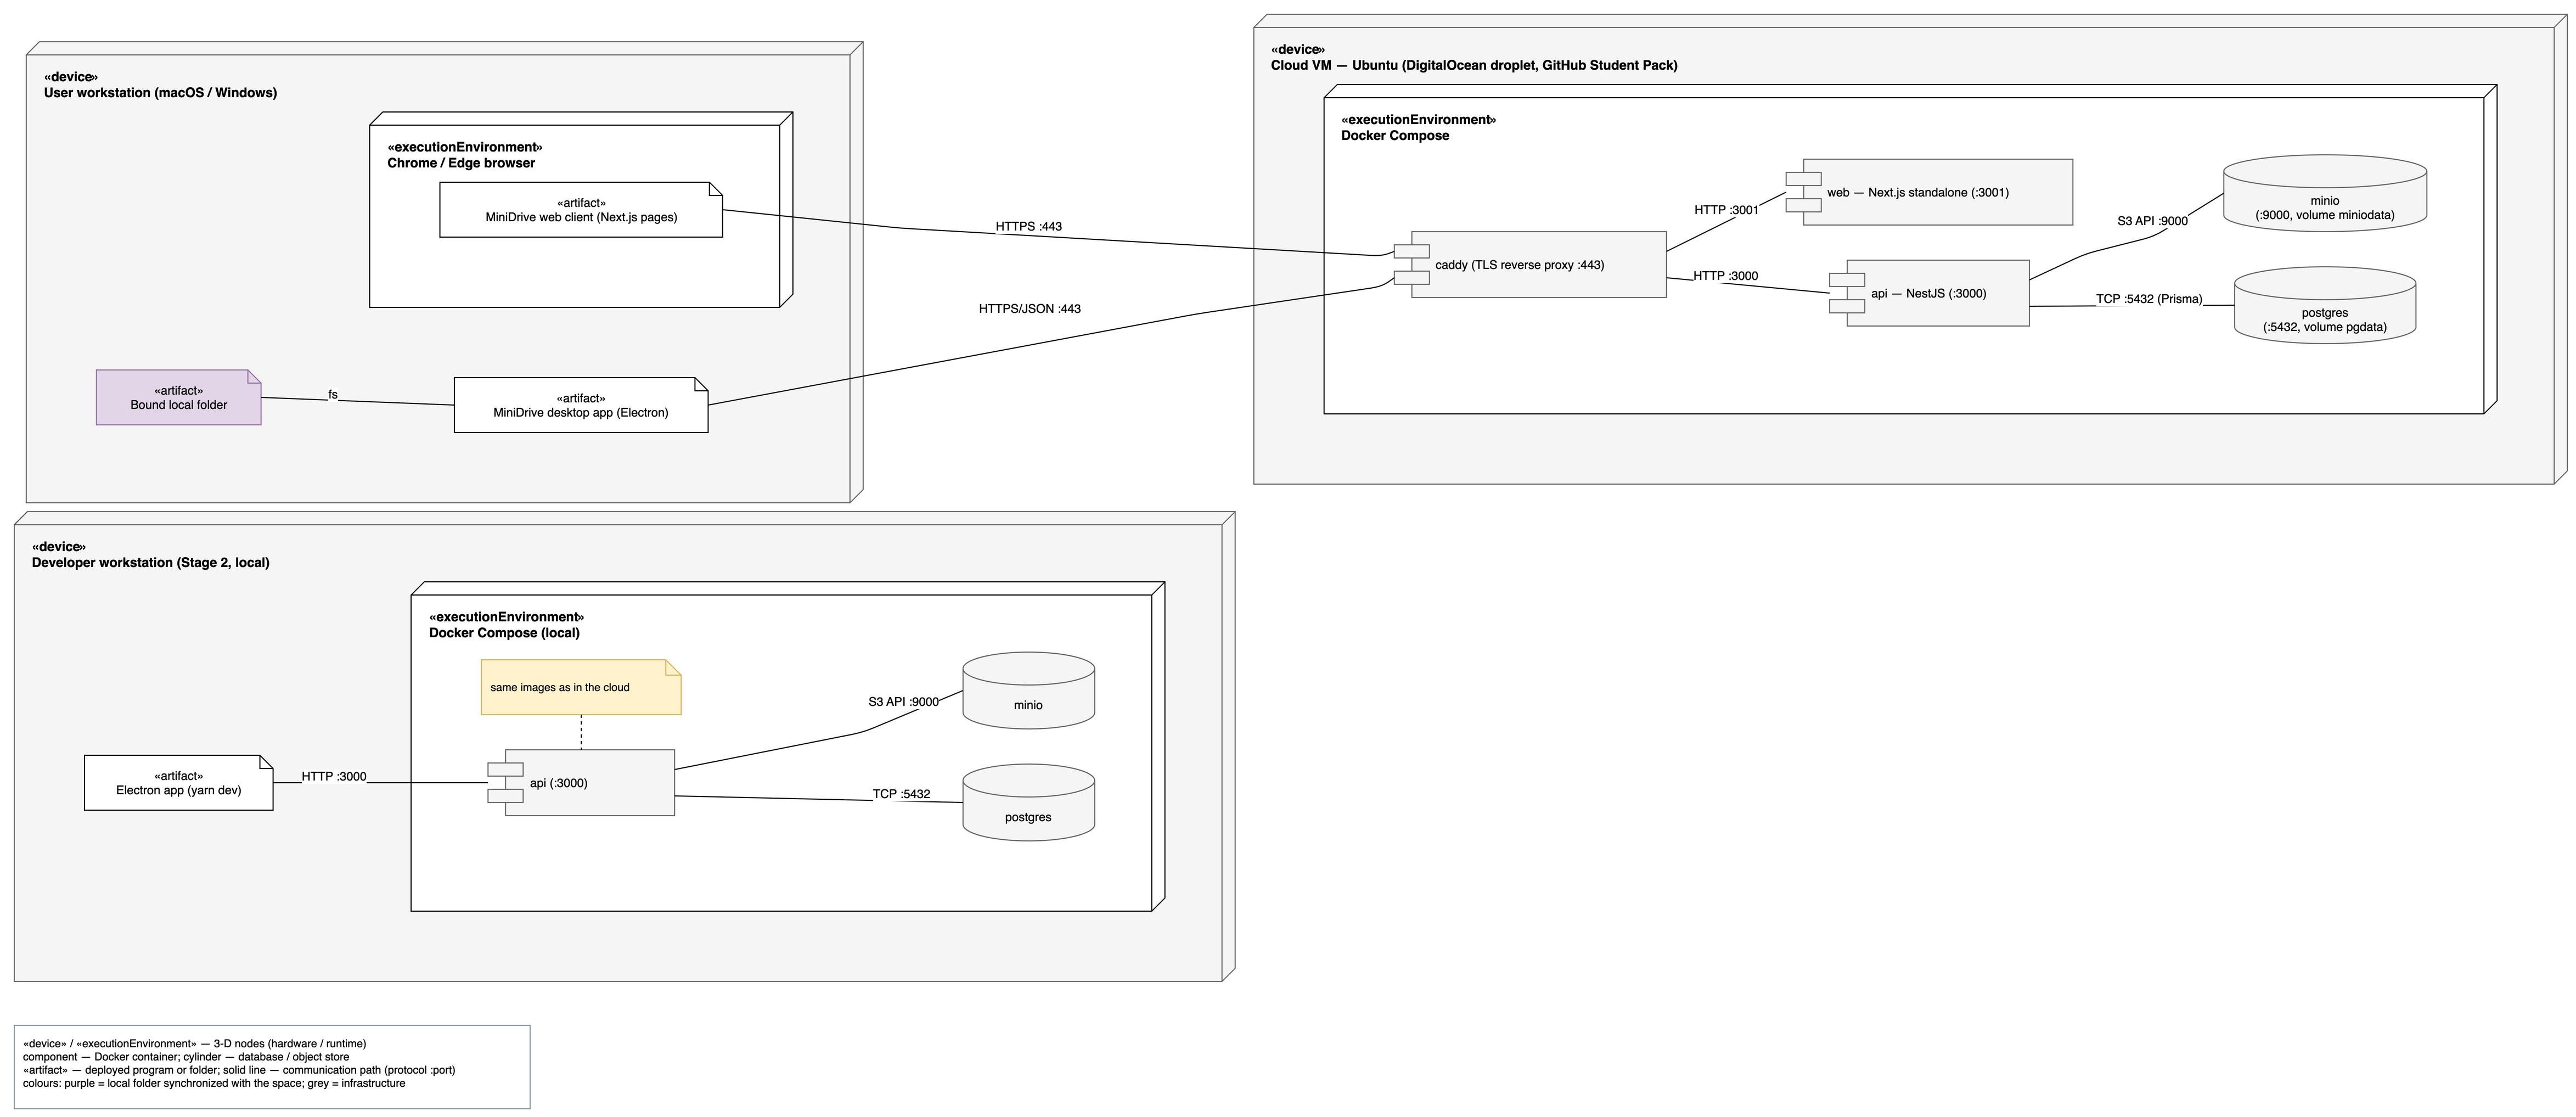 «device»
User workstation (macOS / Windows)
«executionEnvironment»
Chrome / Edge browser
«artifact»
MiniDrive web client (Next.js pages)
«artifact»
Bound local folder
fs
«artifact»
MiniDrive desktop app (Electron)
HTTPS :443
HTTPS/JSON :443
«device»
Cloud VM — Ubuntu (DigitalOcean droplet, GitHub Student Pack)
«executionEnvironment»
Docker Compose
caddy (TLS reverse proxy :443)
HTTP :3001
HTTP :3000
web — Next.js standalone (:3001)
api — NestJS (:3000)
S3 API :9000
TCP :5432 (Prisma)
minio
(:9000, volume miniodata)
postgres
(:5432, volume pgdata)
«device»
Developer workstation (Stage 2, local)
«executionEnvironment»
Docker Compose (local)
same images as in the cloud
«artifact»
Electron app (yarn dev)
HTTP :3000
api (:3000)
S3 API :9000
TCP :5432
minio
postgres
«device» / «executionEnvironment» — 3-D nodes (hardware / runtime)
component — Docker container; cylinder — database / object store
«artifact» — deployed program or folder; solid line — communication path (protocol :port)
colours: purple = local folder synchronized with the space; grey = infrastructure